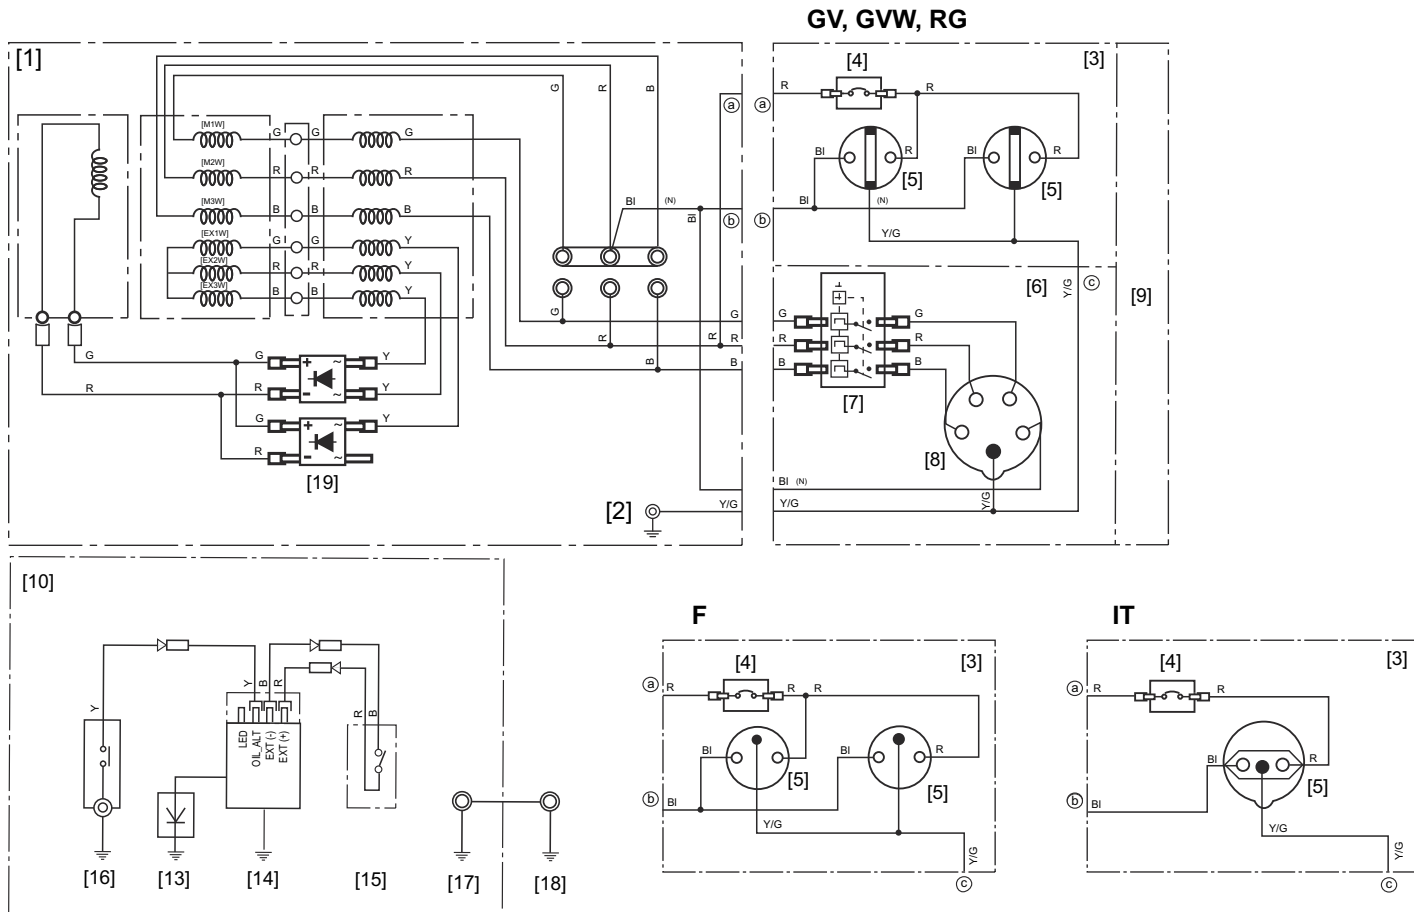 GV, GVW, RG
[1]
[M1W]
[M2W]
[M3W]
[EX1W]
[EX2W]
[EX3W]
G G G
R R R
B B B
G G Y
R R Y
B B Y
G R B
Bl (N)
Bl
G R B
G
R
R
B
a
b
G
R
G + ~ Y
R - ~ Y
G + ~ Y
R - ~
[19]
[2]
Y/G
[3]
[4]
a R R
Bl R
[5]
Bl R
[5]
b Bl (N)
Y/G
Y/G
c
[6]
[9]
G G
R R
B B
[7]
[8]
Bl (N)
Y/G
Y/G
[10]
Y
Y B R
LED
OIL_ALT
EXT (-)
EXT (+)
R B
[16]
[13]
[14]
[15]
[17]
[18]
F
[3]
[4]
a R R R
Bl
[5]
Bl R
[5]
b Bl
Y/G
Y/G
c
IT
[3]
[4]
a R R
Bl R
[5]
b Bl
Y/G
Y/G
c